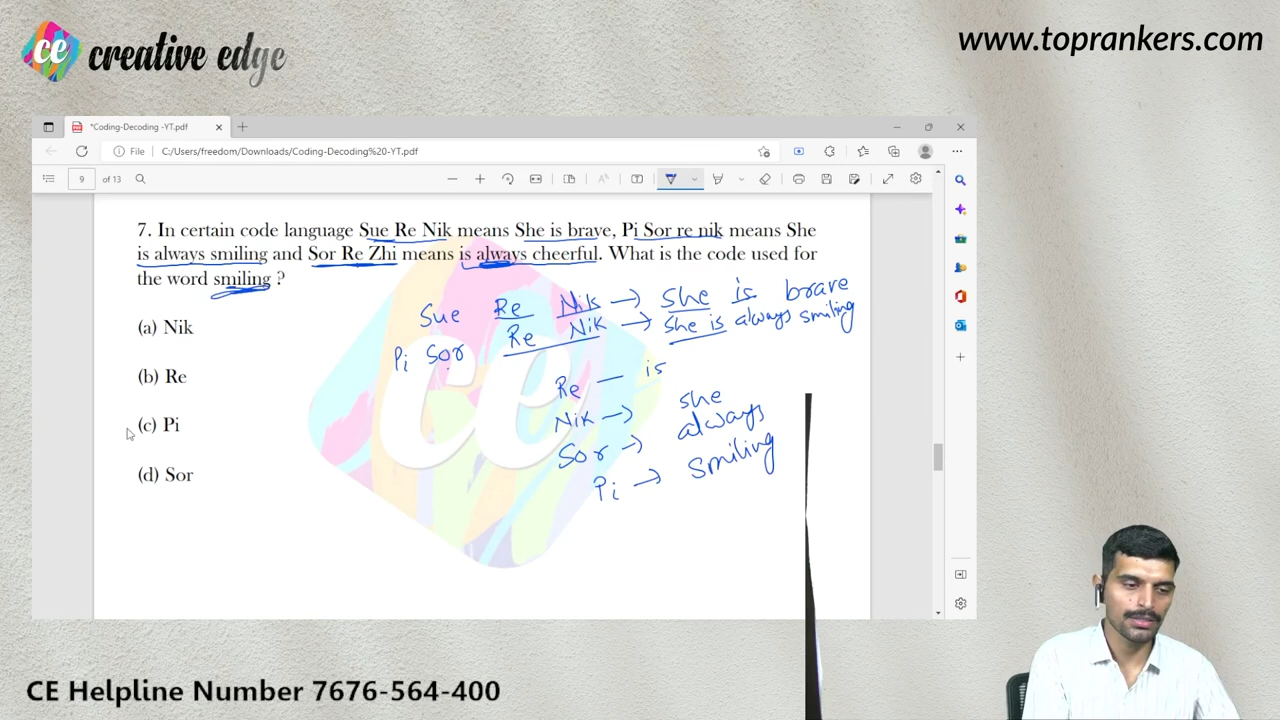 ce creative edge
www.toprankers.com
*Coding-Decoding -YT.pdf
File C:/Users/freedom/Downloads/Coding-Decoding%20-YT.pdf
9 of 13
7. In certain code language Sue Re Nik means She is brave, Pi Sor re nik means She
is always smiling and Sor Re Zhi means is always cheerful. What is the code used for
the word smiling ?
Sue Re Nik → she is brave
Pi Sor Re Nik → she is always smiling
(a) Nik
(b) Re
(c) Pi
(d) Sor
Re — is
Nik → she
Sor → always
Pi → smiling
ce
CE Helpline Number 7676-564-400